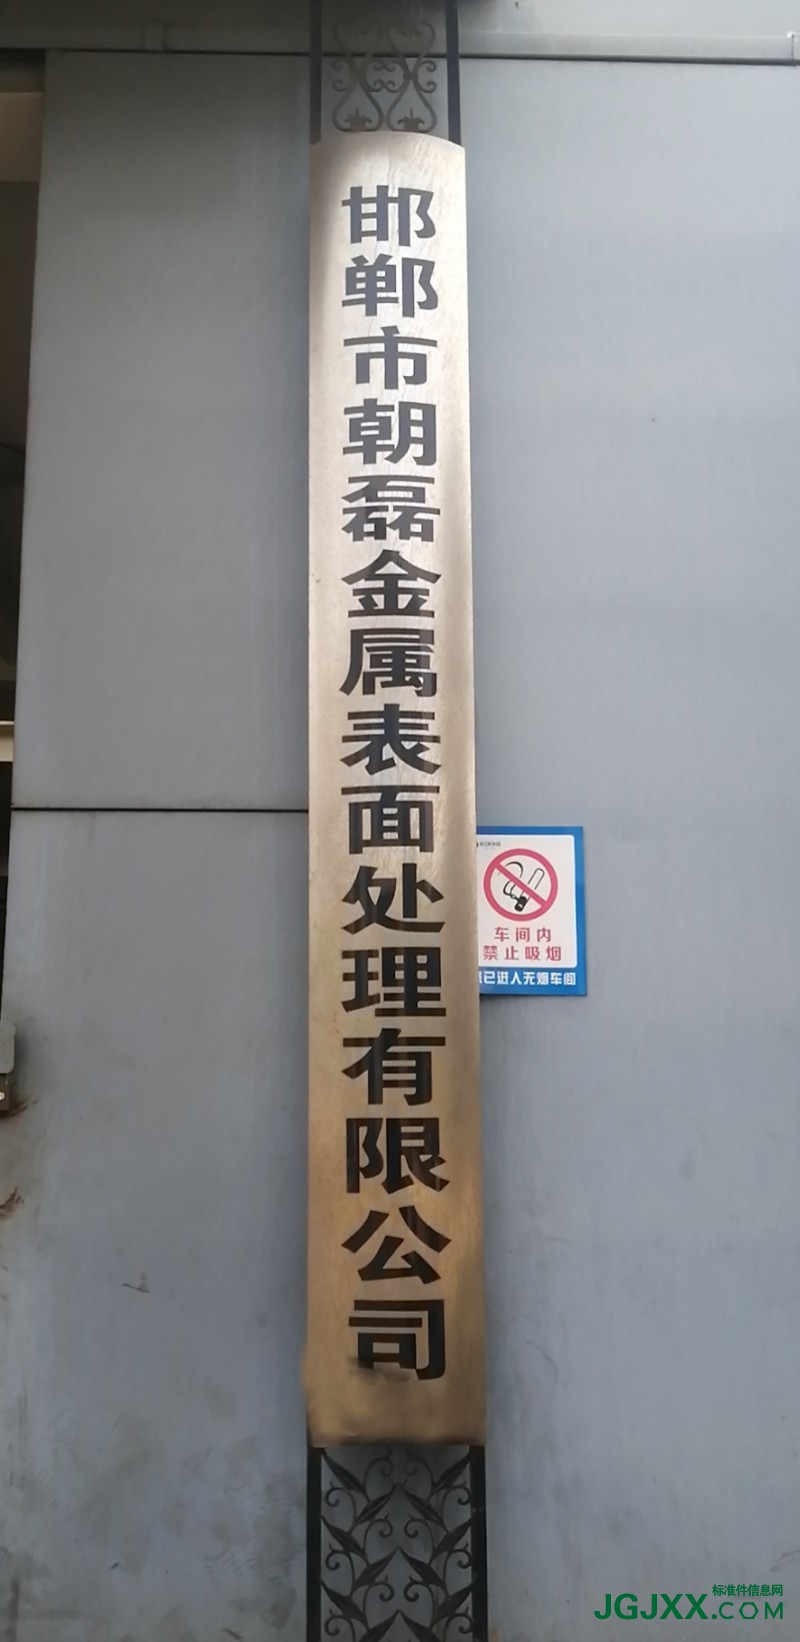 邯郸市朝磊金属表面处理有限公司
车间内
禁止吸烟
已进入无烟车间
标准件信息网
JGJXX.COM